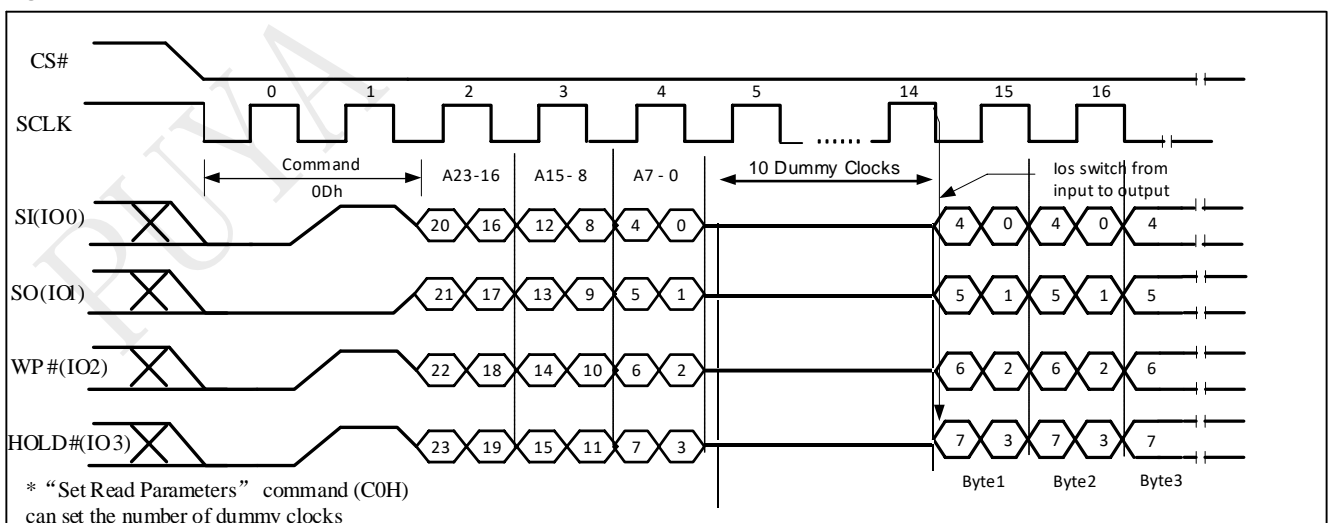 PUYA
CS#
0 1 2 3 4 5 14 15 16
SCLK
Command A23-16 A15-8 A7-0 10 Dummy Clocks Ios switch from
0Dh input to output
SI(IO0) 20 16 12 8 4 0 4 0 4 0 4
SO(IO1) 21 17 13 9 5 1 5 1 5 1 5
WP#(IO2) 22 18 14 10 6 2 6 2 6 2 6
HOLD#(IO3) 23 19 15 11 7 3 7 3 7 3 7
Byte1 Byte2 Byte3
* “Set Read Parameters” command (C0H)
can set the number of dummy clocks